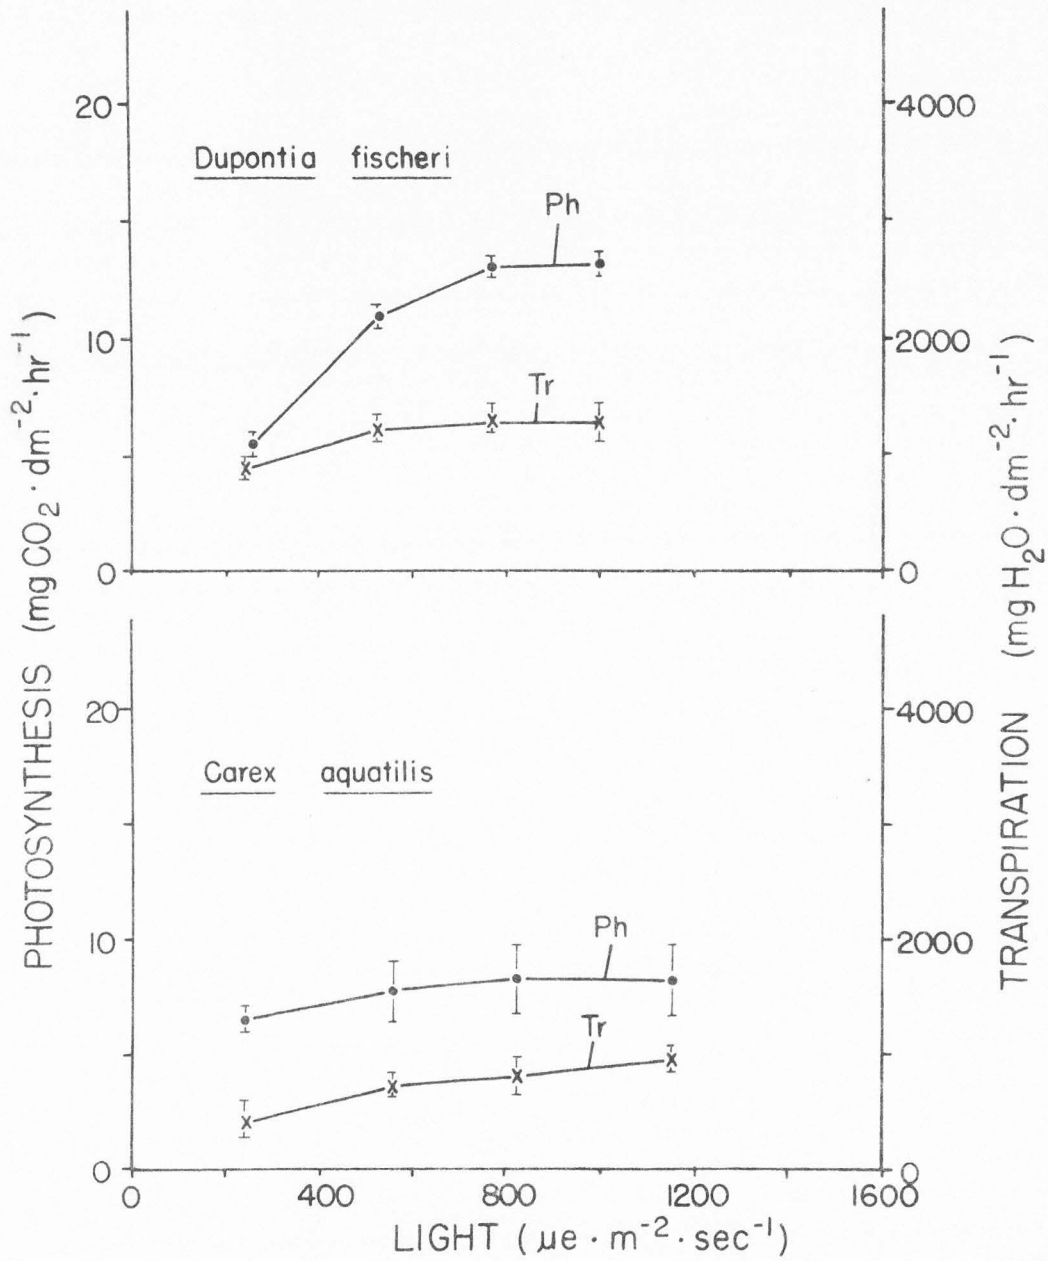 20
4000
Dupontia fischeri
Ph
10
2000
Tr
0
0
PHOTOSYNTHESIS (mg CO₂ · dm⁻² · hr⁻¹)
TRANSPIRATION (mg H₂O · dm⁻² · hr⁻¹)
20
4000
Carex aquatilis
10
2000
Ph
Tr
0
0
0 400 800 1200 1600
LIGHT (µe · m⁻² · sec⁻¹)